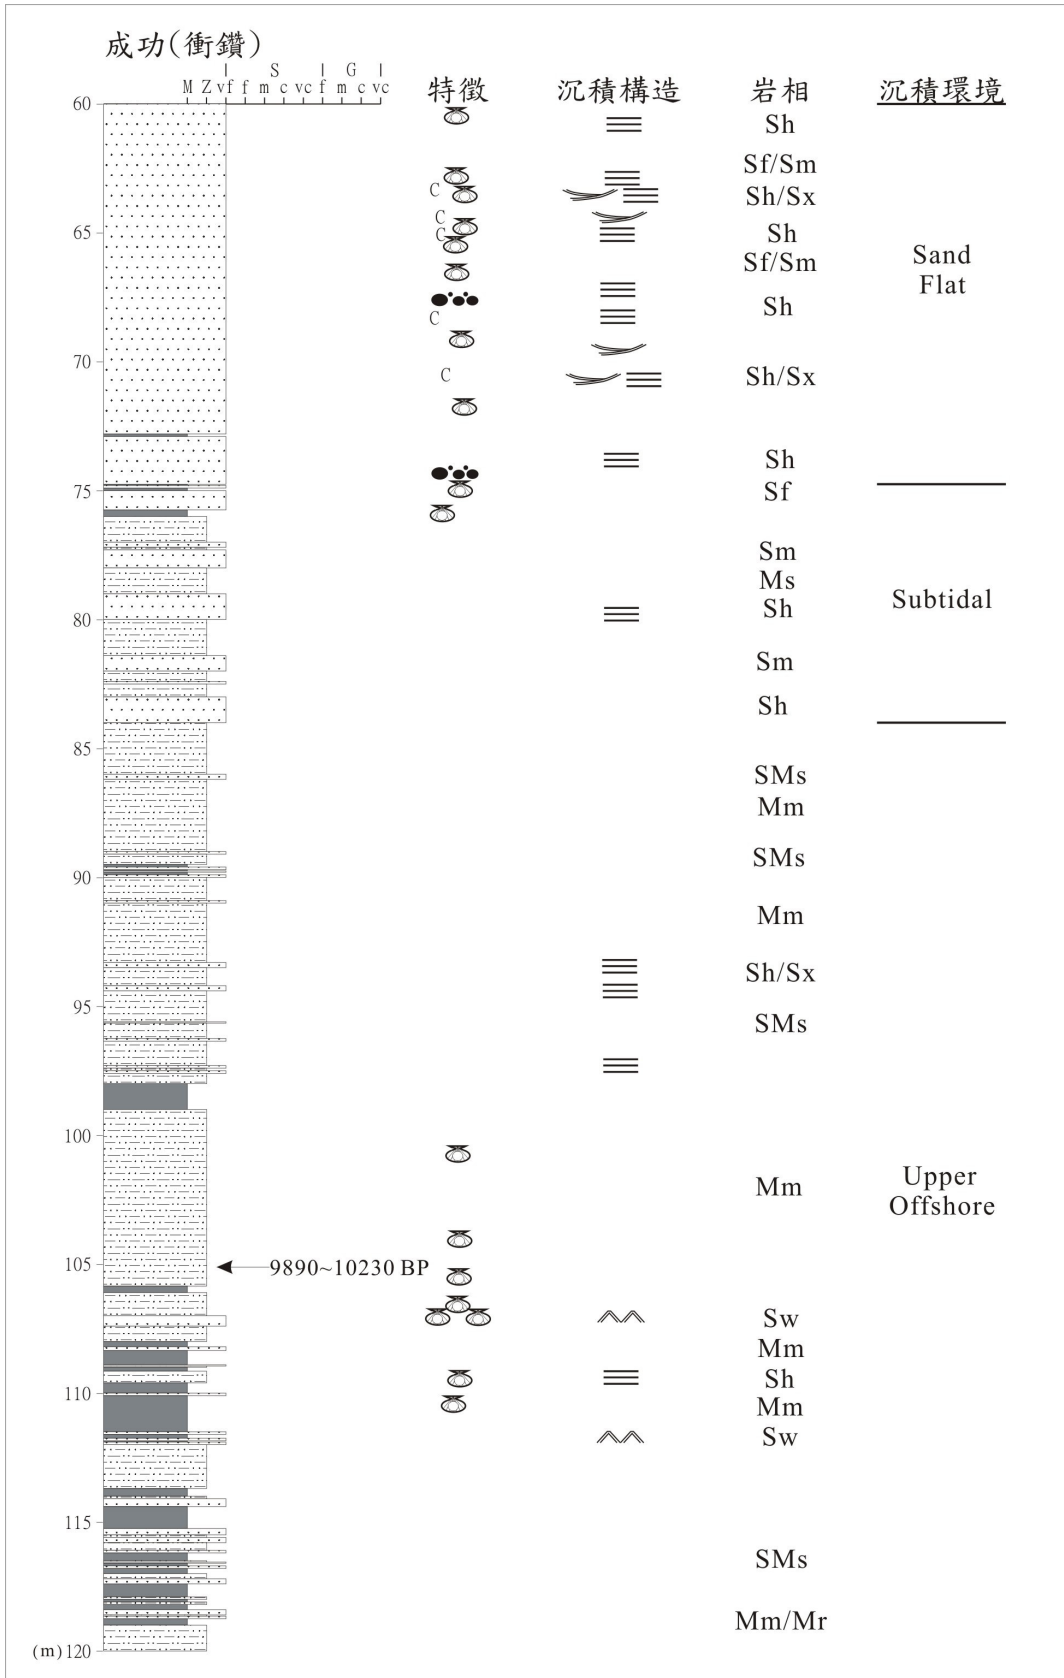 成功(衝鑽)
S G
M Z vf f m c vc f m c vc
特徵 沉積構造 岩相 沉積環境
60
Sh
Sf/Sm
C Sh/Sx
C
65 C Sh
Sf/Sm
Sand
Flat
Sh
C
70
C Sh/Sx
Sh
75 Sf
Sm
Ms
Subtidal
80 Sh
Sm
Sh
85
SMs
Mm
SMs
90
Mm
Sh/Sx
95
SMs
100
Mm
Upper
Offshore
105 9890~10230 BP
Sw
Mm
Sh
110
Mm
Sw
115
SMs
Mm/Mr
(m) 120